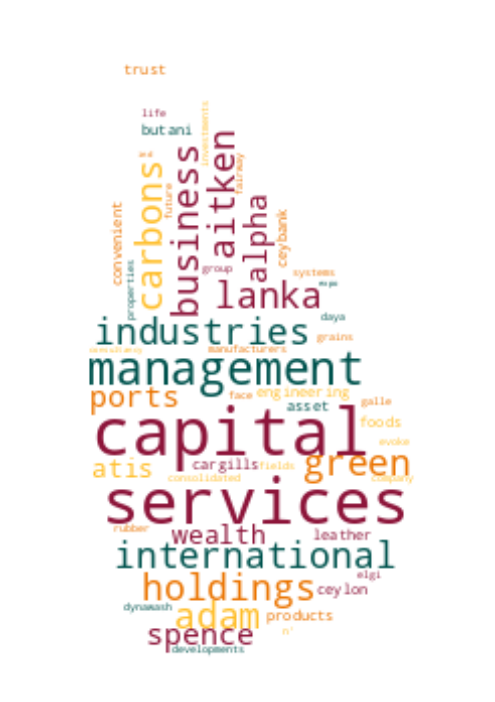 trust
life
butani
investments
aitken
business
carbons
and
fairway
future
alpha
convenient
ceybank
properties
group
systems
lanka
daya
industries
grains
consultancy
manufacturers
management
ports
face
engineering
asset
galle
capital
foods
evoke
atis
cargills
fields
green
consolidated
company
services
rubber
wealth
leather
international
elgi
holdings
ceylon
dynawash
adam
products
spence
n'
developments